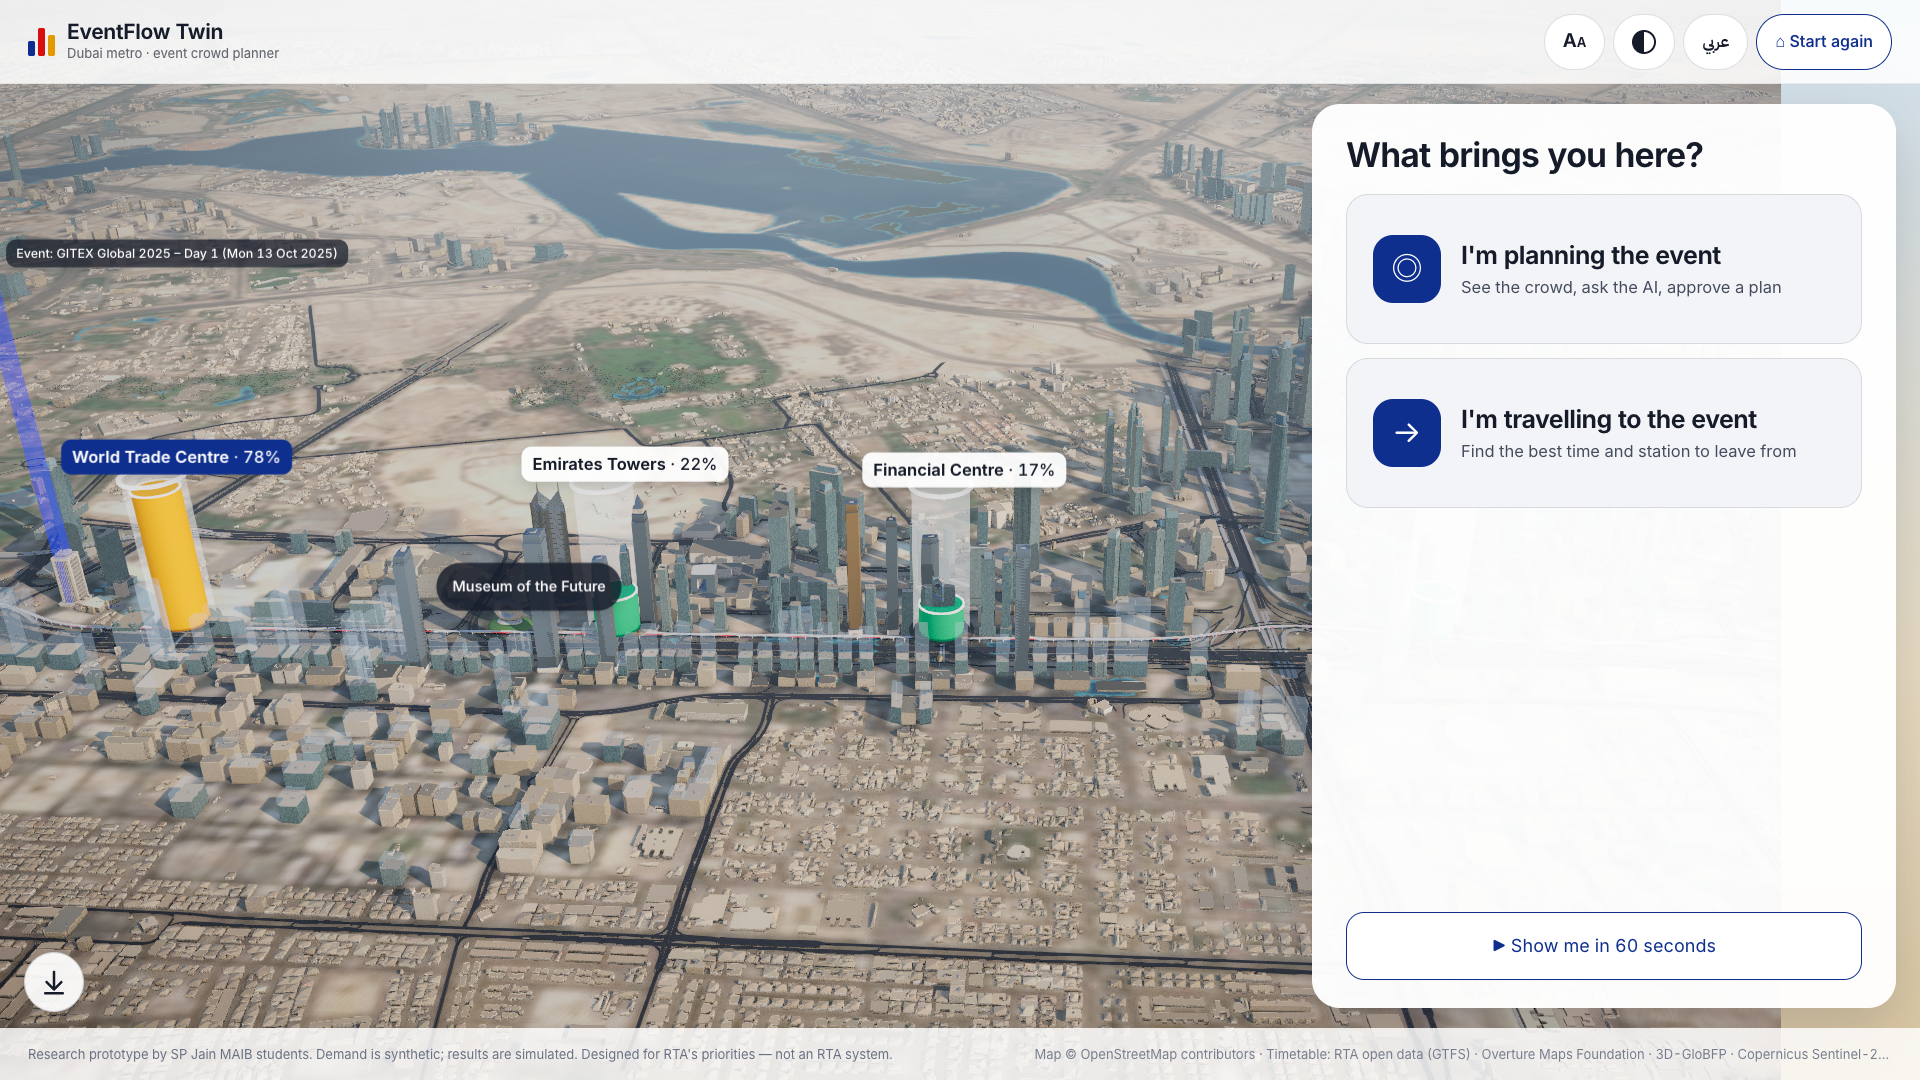 EventFlow Twin
Dubai metro · event crowd planner
AA
عربي
⌂ Start again
What brings you here?
I'm planning the event
See the crowd, ask the AI, approve a plan
I'm travelling to the event
Find the best time and station to leave from
▶ Show me in 60 seconds
Event: GITEX Global 2025 – Day 1 (Mon 13 Oct 2025)
World Trade Centre · 78%
Emirates Towers · 22%
Financial Centre · 17%
Museum of the Future
Research prototype by SP Jain MAIB students. Demand is synthetic; results are simulated. Designed for RTA's priorities — not an RTA system.
Map © OpenStreetMap contributors · Timetable: RTA open data (GTFS) · Overture Maps Foundation · 3D-GloBFP · Copernicus Sentinel-2…